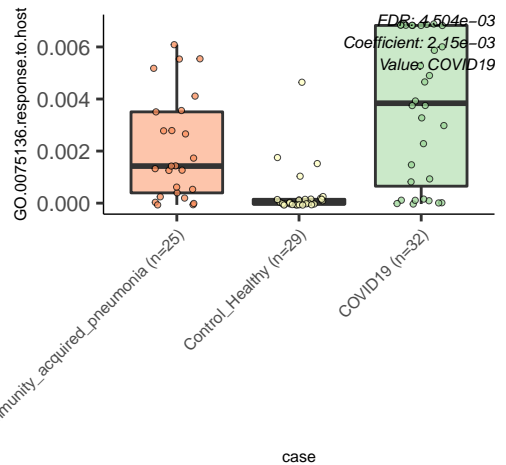 FDR: 4.504e−03
Coefficient: 2.15e−03
Value: COVID19
GO.0075136.response.to.host
0.006
0.004
0.002
0.000
munity_acquired_pneumonia (n=25)
Control_Healthy (n=29)
COVID19 (n=32)
case